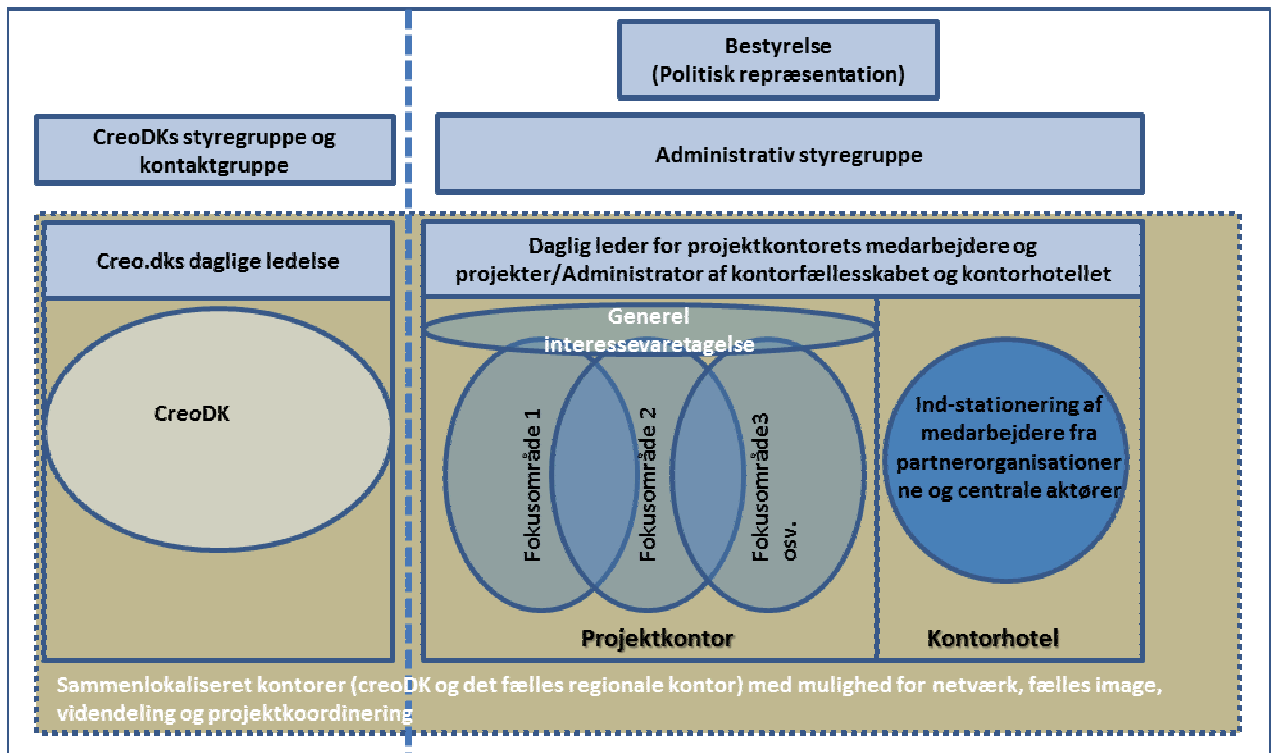 Bestyrelse
(Politisk repræsentation)
CreoDKs styregruppe og
kontaktgruppe
Administrativ styregruppe
Creo.dks daglige ledelse
Daglig leder for projektkontorets medarbejdere og
projekter/Administrator af kontorfællesskabet og kontorhotellet
Generel
interessevaretagelse
CreoDK
Fokusområde 1
Fokusområde 2
Fokusområde3
osv.
Ind-stationering af
medarbejdere fra
partnerorganisationer
ne og centrale aktører
Projektkontor
Kontorhotel
Sammenlokaliseret kontorer (creoDK og det fælles regionale kontor) med mulighed for netværk, fælles image,
videndeling og projektkoordinering